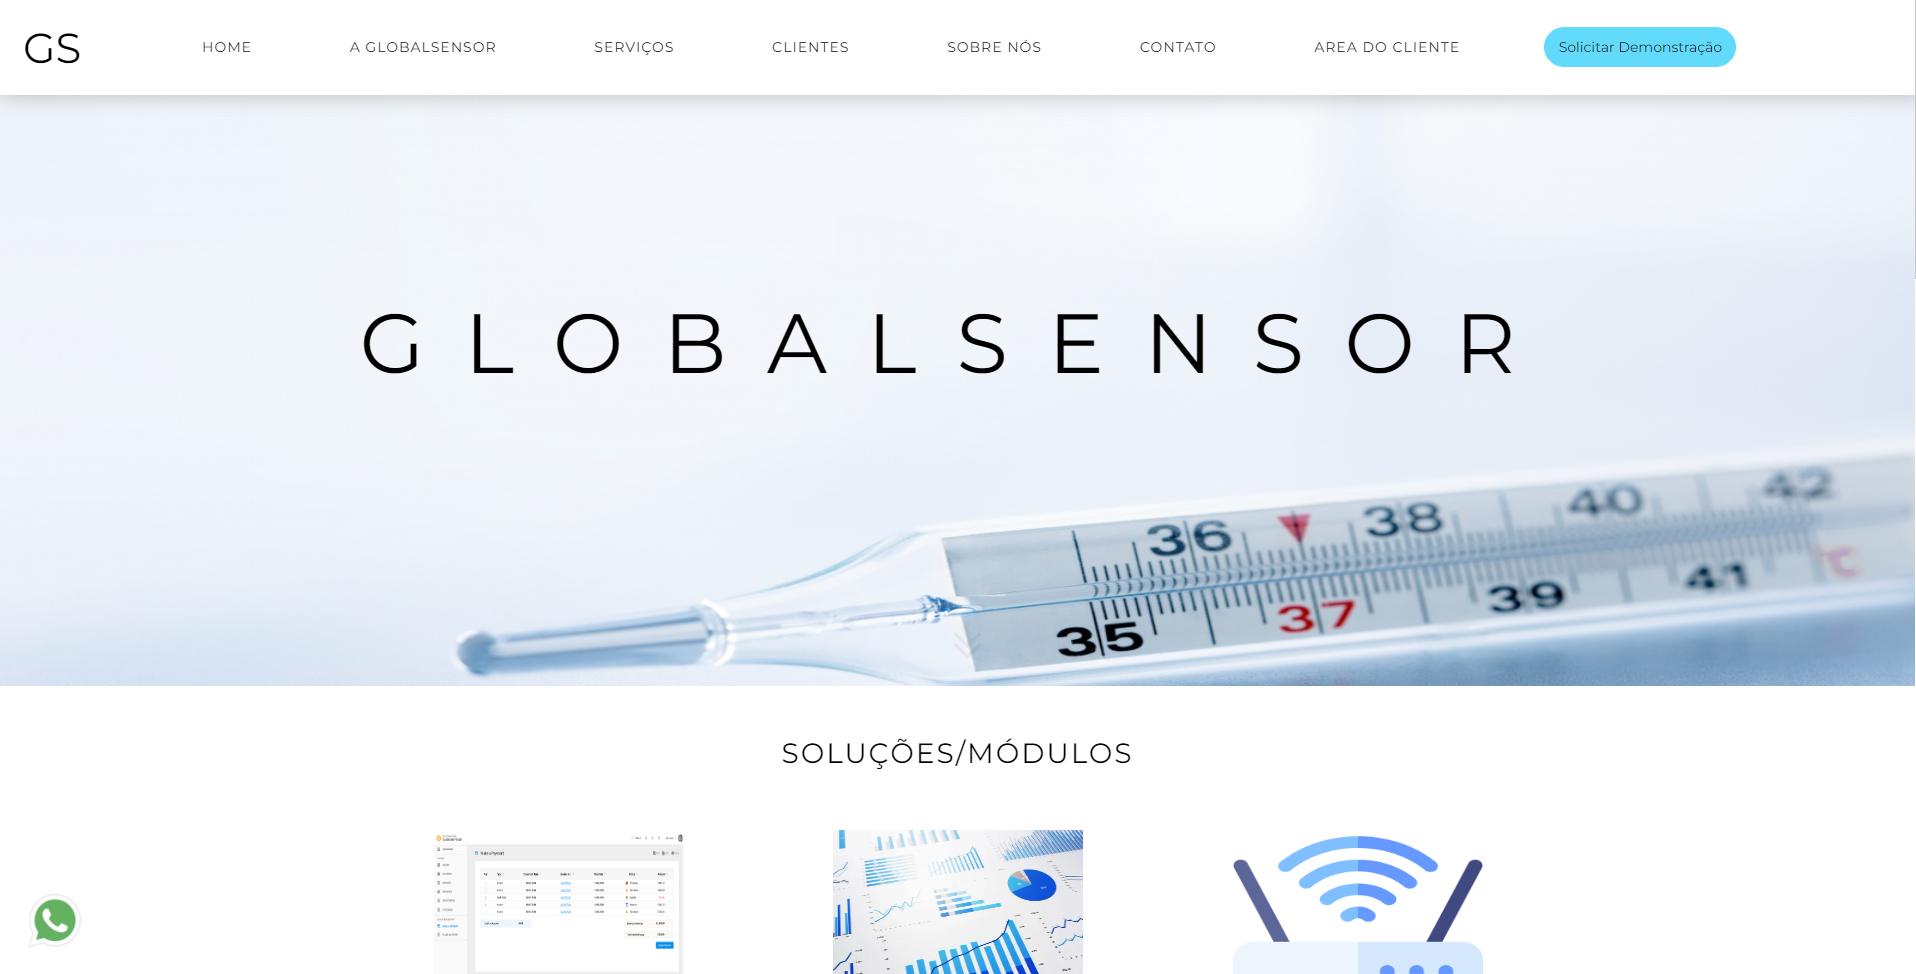 GS
HOME
A GLOBALSENSOR
SERVIÇOS
CLIENTES
SOBRE NÓS
CONTATO
AREA DO CLIENTE
Solicitar Demonstração
GLOBALSENSOR
36 38 40 42
°C
35 37 39 41
SOLUÇÕES/MÓDULOS